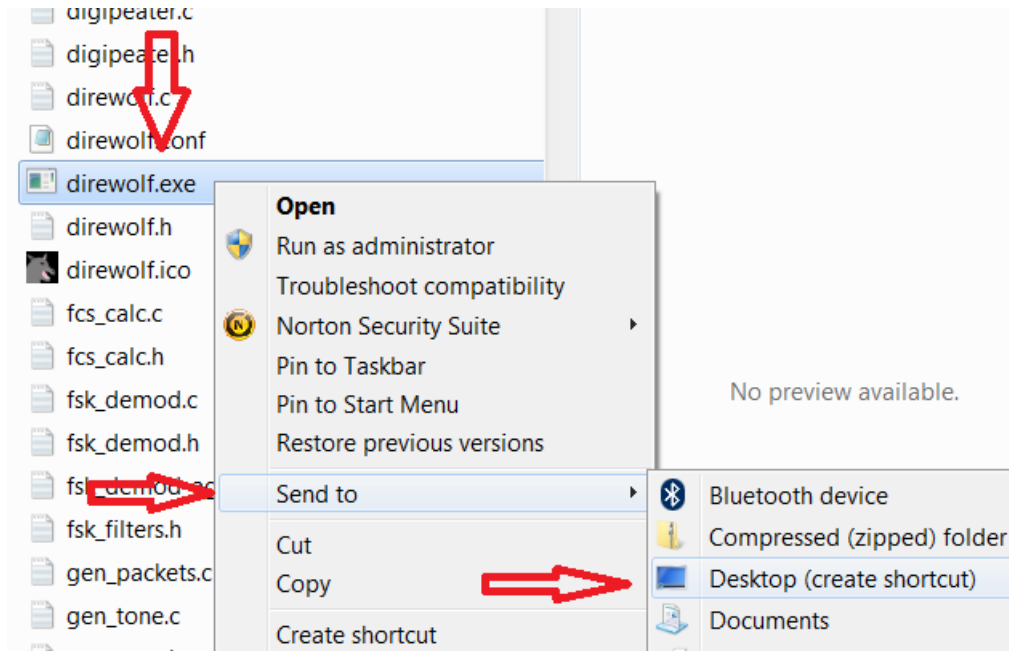 digipeater.c
digipeater.h
direwolf.c
direwolf.conf
direwolf.exe
direwolf.h
direwolf.ico
fcs_calc.c
fcs_calc.h
fsk_demod.c
fsk_demod.h
fsk_filters.h
gen_packets.c
gen_tone.c
Open
Run as administrator
Troubleshoot compatibility
Norton Security Suite
Pin to Taskbar
Pin to Start Menu
Restore previous versions
Send to
Cut
Copy
Create shortcut
Bluetooth device
Compressed (zipped) folder
Desktop (create shortcut)
Documents
No preview available.